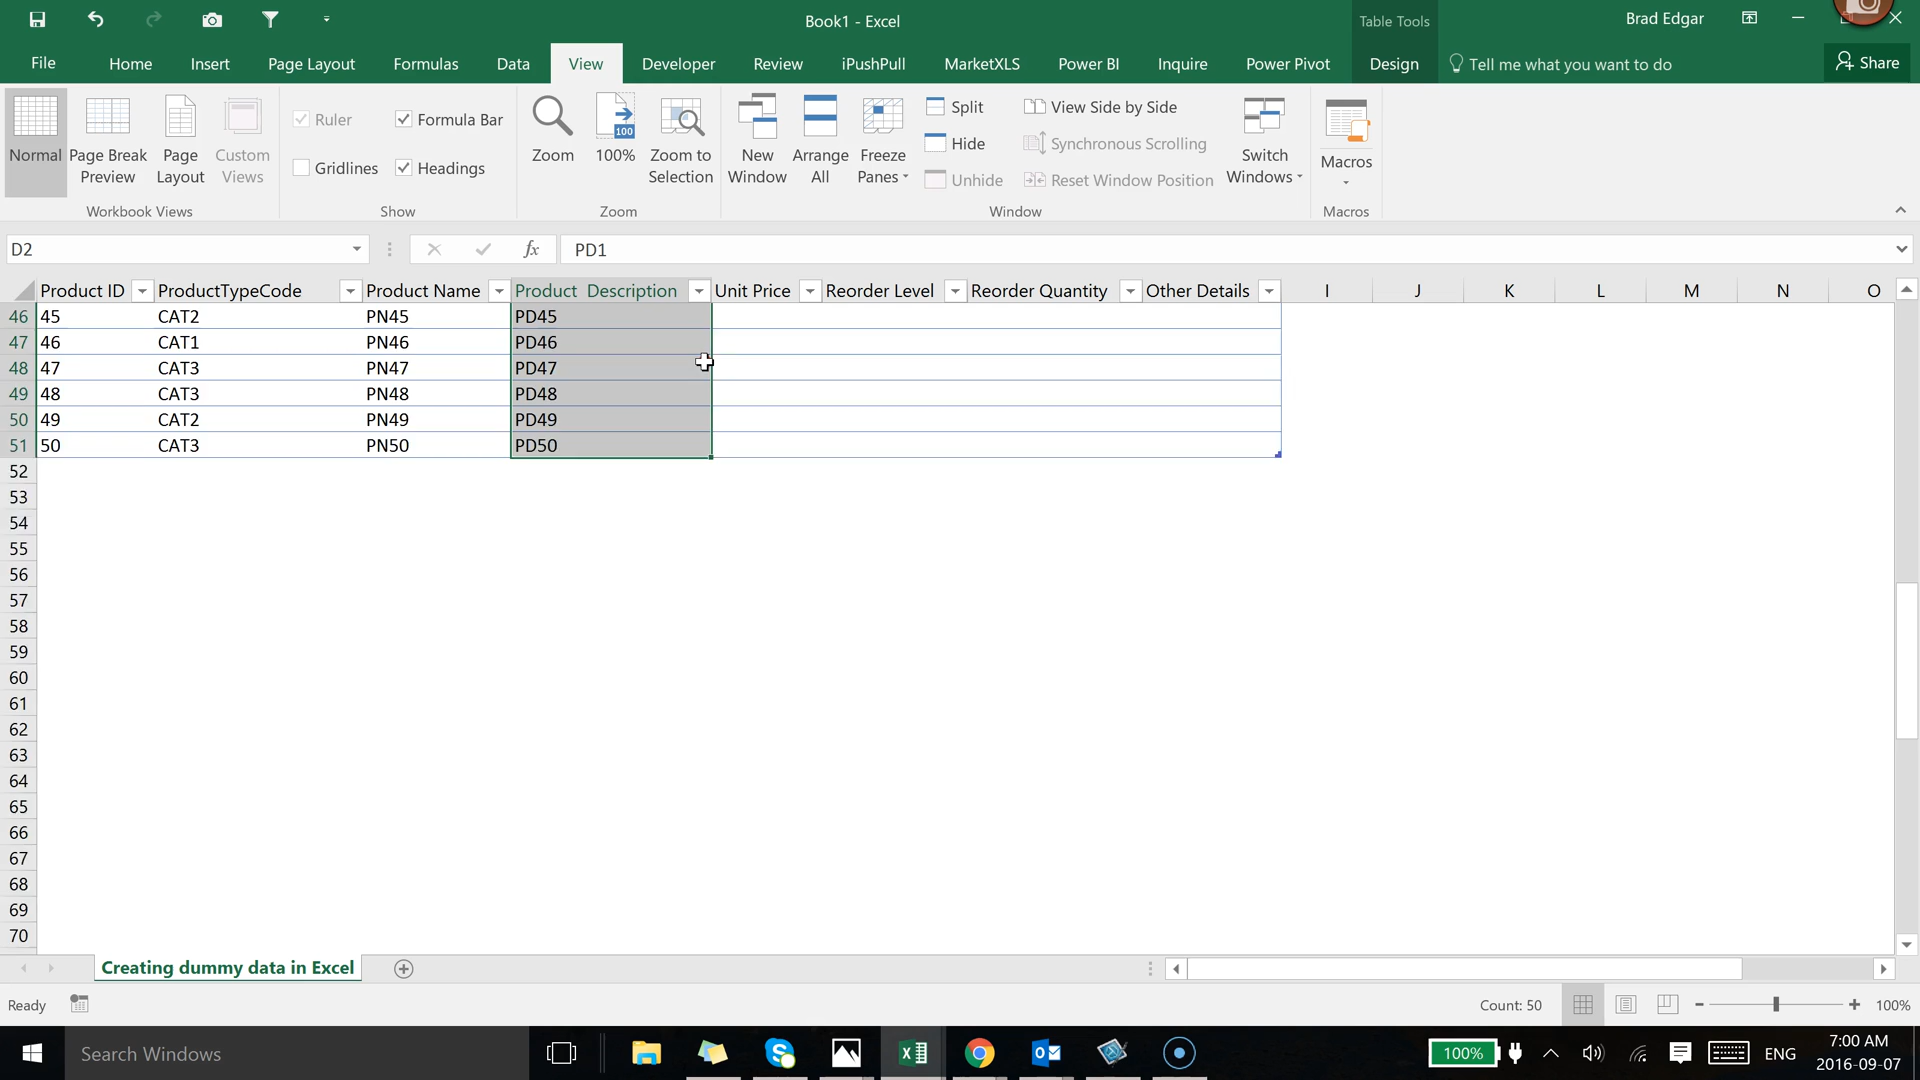 Book1 - Excel
Table Tools
Brad Edgar
File Home Insert Page Layout Formulas Data View Developer Review iPushPull MarketXLS Power BI Inquire Power Pivot Design Tell me what you want to do Share
Normal
Page Break Preview
Page Layout
Custom Views
Workbook Views
Ruler
Formula Bar
Gridlines
Headings
Show
Zoom
100
100%
Zoom to Selection
Zoom
New Window
Arrange All
Freeze Panes
Split
Hide
Unhide
View Side by Side
Synchronous Scrolling
Reset Window Position
Switch Windows
Window
Macros
Macros
D2 fx PD1
Product ID ProductTypeCode Product Name Product Description Unit Price Reorder Level Reorder Quantity Other Details I J K L M N O
46 45 CAT2 PN45 PD45
47 46 CAT1 PN46 PD46
48 47 CAT3 PN47 PD47
49 48 CAT3 PN48 PD48
50 49 CAT2 PN49 PD49
51 50 CAT3 PN50 PD50
52
53
54
55
56
57
58
59
60
61
62
63
64
65
66
67
68
69
70
Creating dummy data in Excel
Ready Count: 50 100%
Search Windows 100% ENG 7:00 AM
2016-09-07